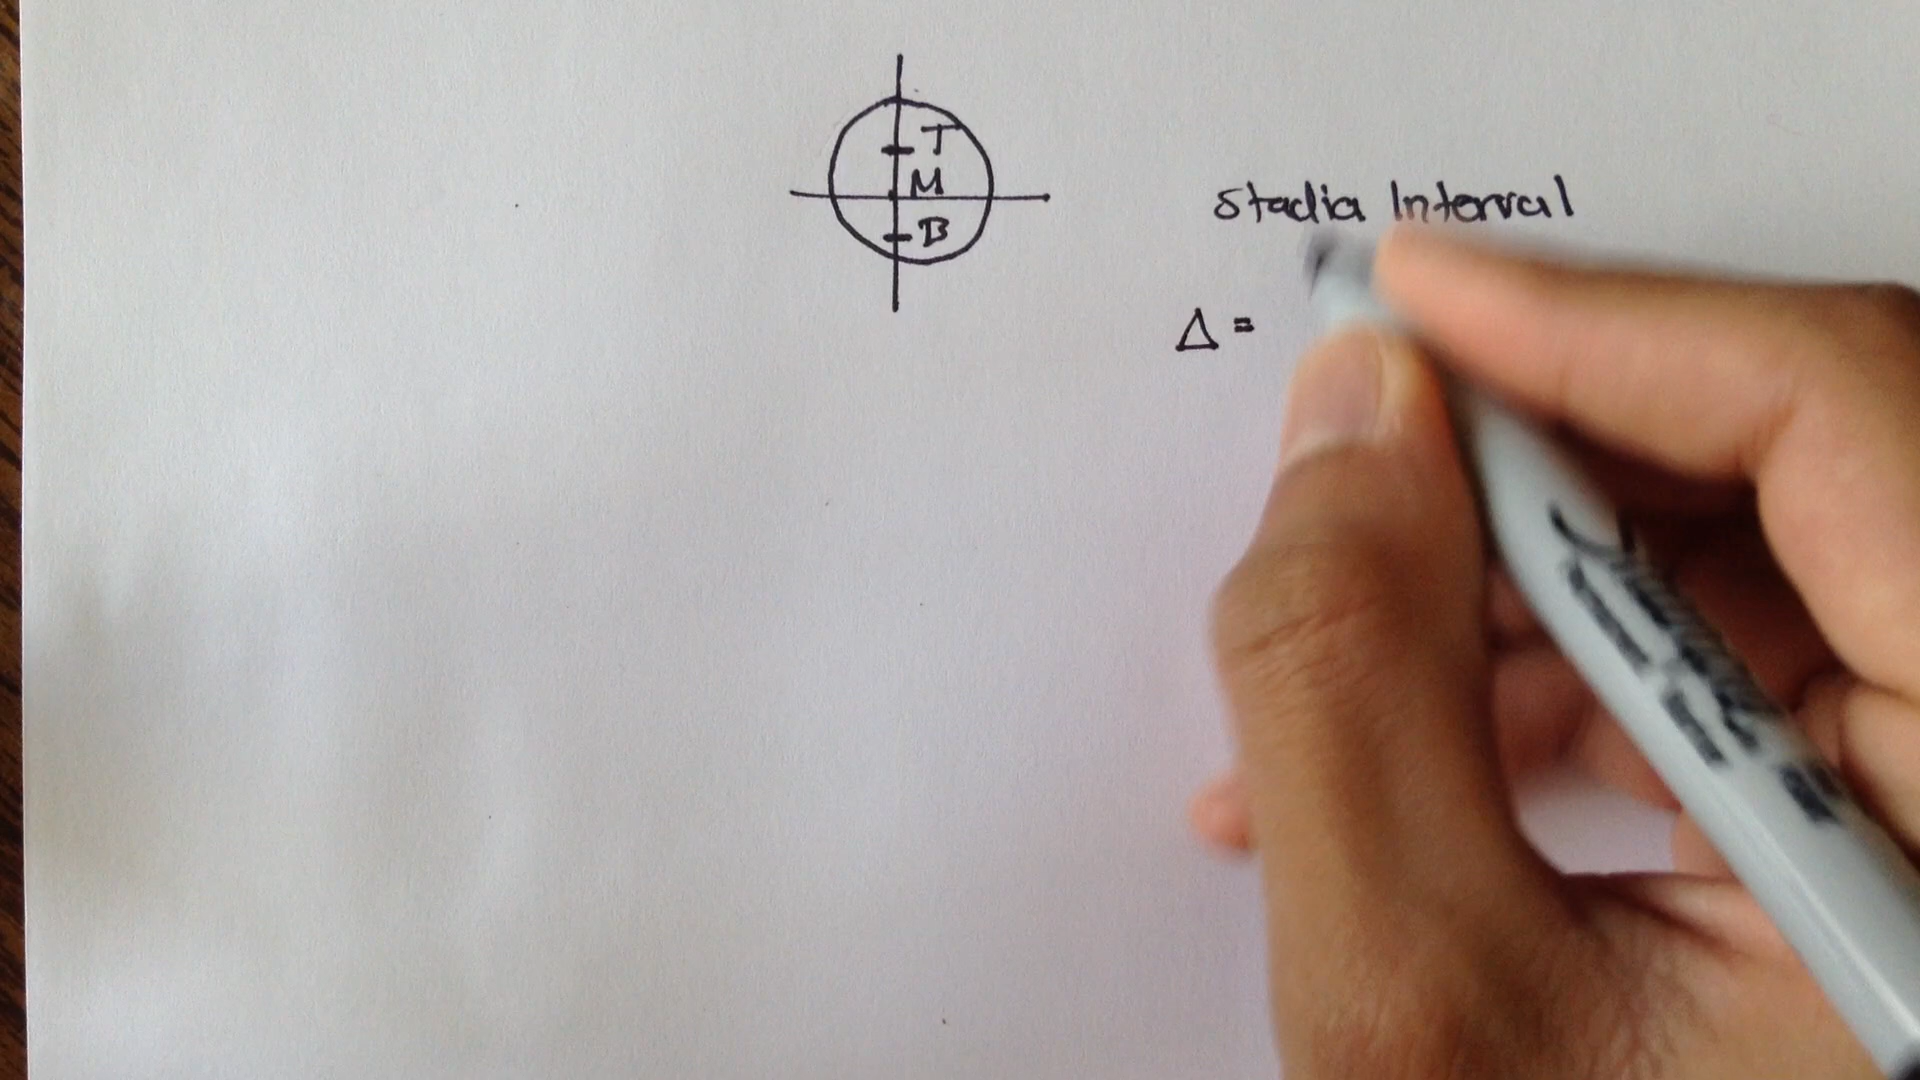 T
M
B
Stadia Interval
Δ =